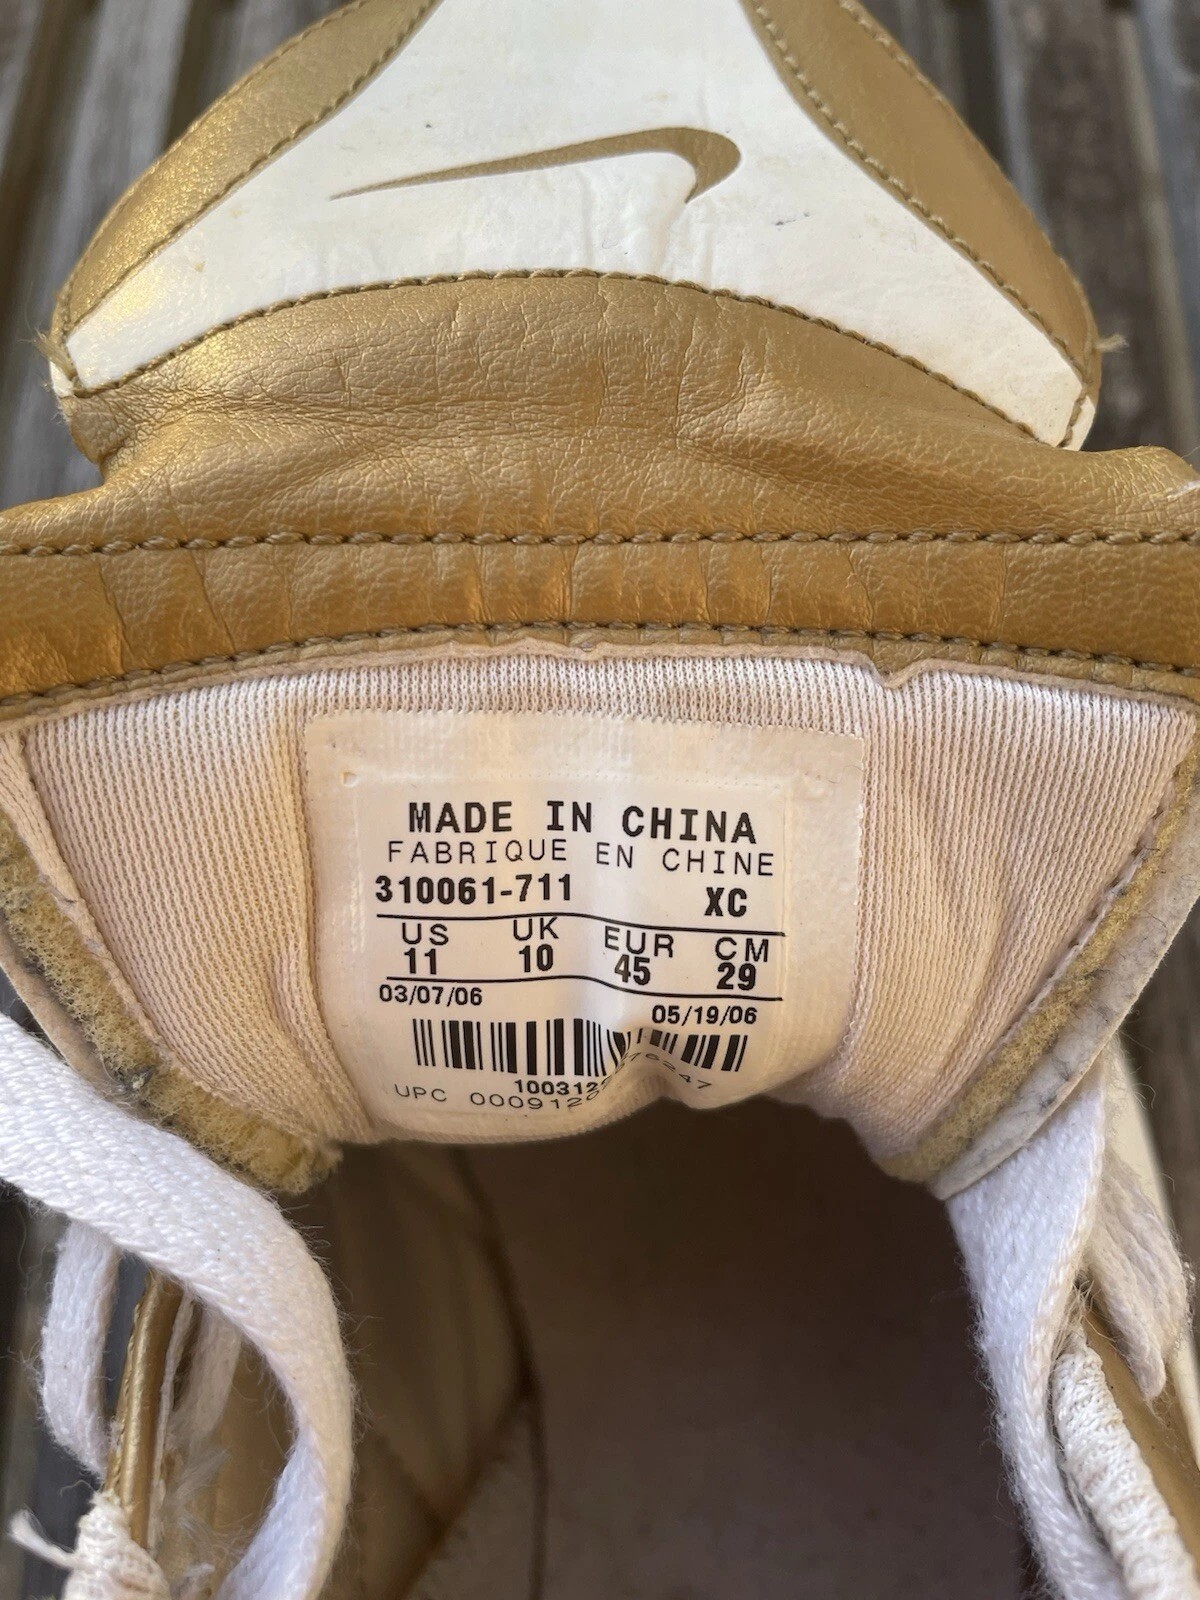 MADE IN CHINA
FABRIQUE EN CHINE
310061-711 XC
US UK EUR CM
11 10 45 29
03/07/06 05/19/06
UPC